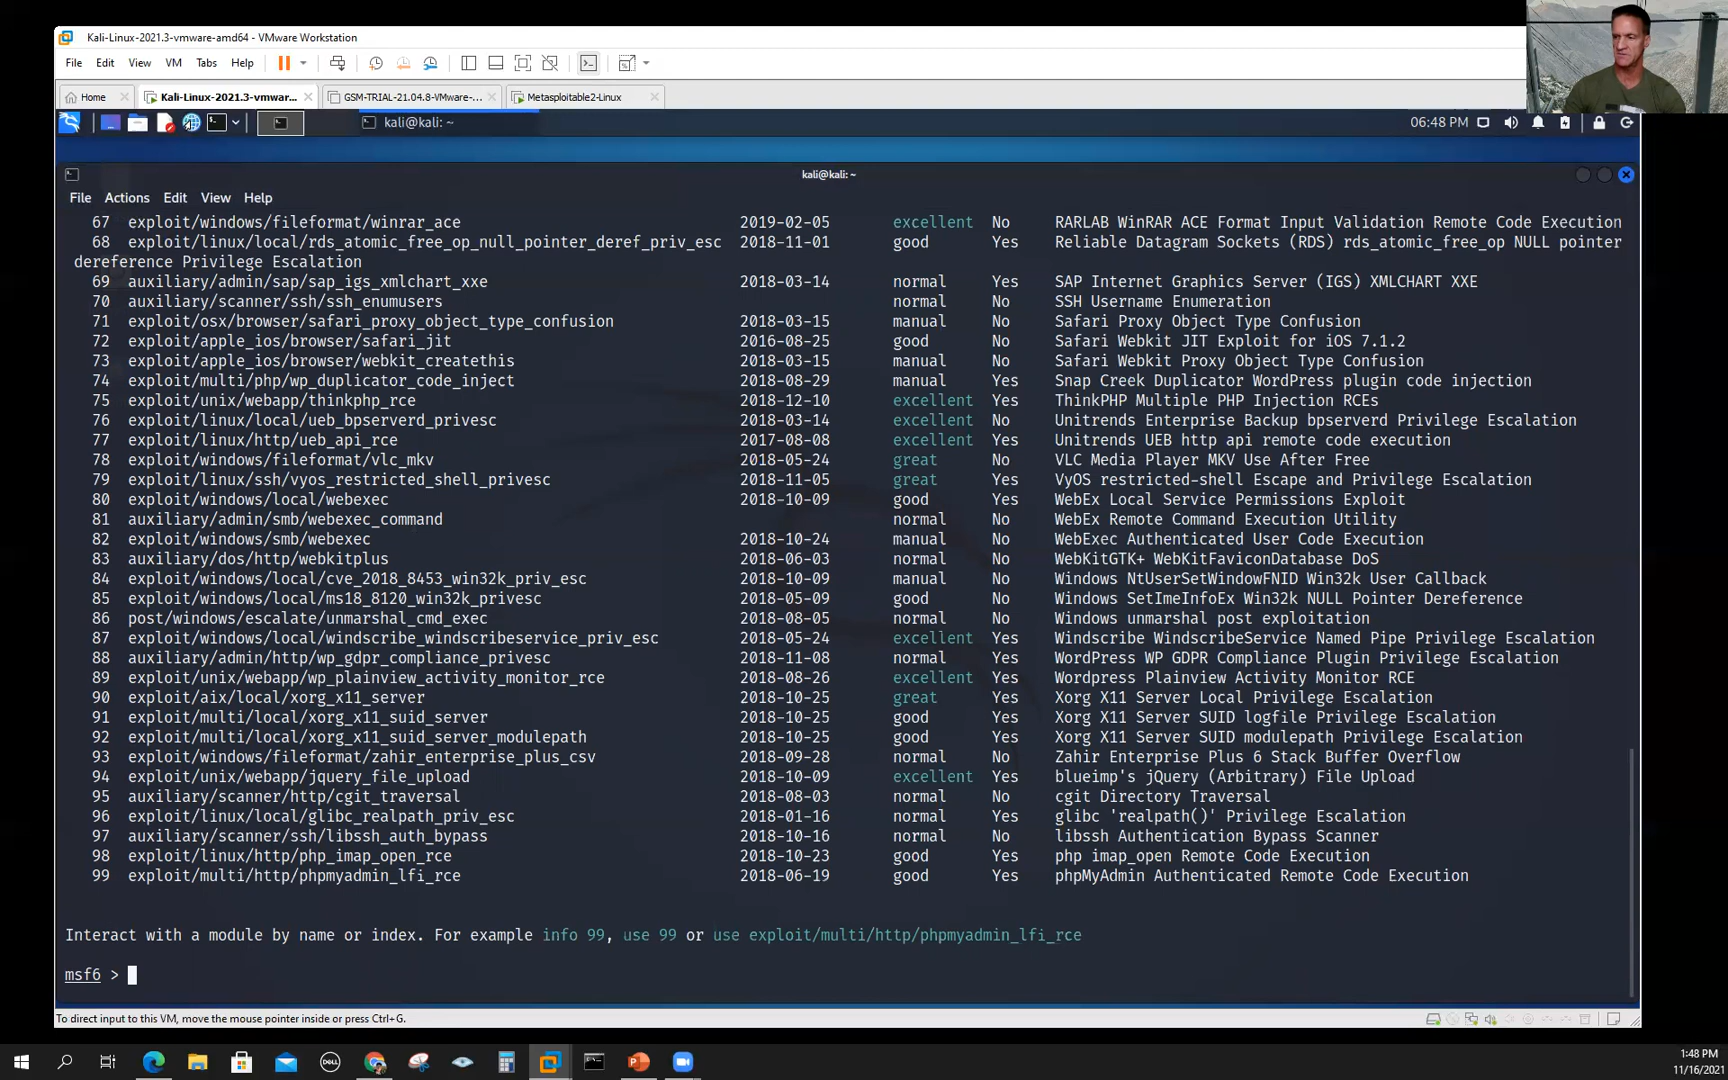 Kali-Linux-2021.3-vmware-amd64 - VMware Workstation
File Edit View VM Tabs Help
Home Kali-Linux-2021.3-vmwar... GSM-TRIAL-21.04.8-VMware-... Metasploitable2-Linux
kali@kali: ~ 06:48 PM
kali@kali: ~
File Actions Edit View Help
67 exploit/windows/fileformat/winrar_ace 2019-02-05 excellent No RARLAB WinRAR ACE Format Input Validation Remote Code Execution
68 exploit/linux/local/rds_atomic_free_op_null_pointer_deref_priv_esc 2018-11-01 good Yes Reliable Datagram Sockets (RDS) rds_atomic_free_op NULL pointer
dereference Privilege Escalation
69 auxiliary/admin/sap/sap_igs_xmlchart_xxe 2018-03-14 normal Yes SAP Internet Graphics Server (IGS) XMLCHART XXE
70 auxiliary/scanner/ssh/ssh_enumusers normal No SSH Username Enumeration
71 exploit/osx/browser/safari_proxy_object_type_confusion 2018-03-15 manual No Safari Proxy Object Type Confusion
72 exploit/apple_ios/browser/safari_jit 2016-08-25 good No Safari Webkit JIT Exploit for iOS 7.1.2
73 exploit/apple_ios/browser/webkit_createthis 2018-03-15 manual No Safari Webkit Proxy Object Type Confusion
74 exploit/multi/php/wp_duplicator_code_inject 2018-08-29 manual Yes Snap Creek Duplicator WordPress plugin code injection
75 exploit/unix/webapp/thinkphp_rce 2018-12-10 excellent Yes ThinkPHP Multiple PHP Injection RCEs
76 exploit/linux/local/ueb_bpserverd_privesc 2018-03-14 excellent No Unitrends Enterprise Backup bpserverd Privilege Escalation
77 exploit/linux/http/ueb_api_rce 2017-08-08 excellent Yes Unitrends UEB http api remote code execution
78 exploit/windows/fileformat/vlc_mkv 2018-05-24 great No VLC Media Player MKV Use After Free
79 exploit/linux/ssh/vyos_restricted_shell_privesc 2018-11-05 great Yes VyOS restricted-shell Escape and Privilege Escalation
80 exploit/windows/local/webexec 2018-10-09 good Yes WebEx Local Service Permissions Exploit
81 auxiliary/admin/smb/webexec_command normal No WebEx Remote Command Execution Utility
82 exploit/windows/smb/webexec 2018-10-24 manual No WebExec Authenticated User Code Execution
83 auxiliary/dos/http/webkitplus 2018-06-03 normal No WebKitGTK+ WebKitFaviconDatabase DoS
84 exploit/windows/local/cve_2018_8453_win32k_priv_esc 2018-10-09 manual No Windows NtUserSetWindowFNID Win32k User Callback
85 exploit/windows/local/ms18_8120_win32k_privesc 2018-05-09 good No Windows SetImeInfoEx Win32k NULL Pointer Dereference
86 post/windows/escalate/unmarshal_cmd_exec 2018-08-05 normal No Windows unmarshal post exploitation
87 exploit/windows/local/windscribe_windscribeservice_priv_esc 2018-05-24 excellent Yes Windscribe WindscribeService Named Pipe Privilege Escalation
88 auxiliary/admin/http/wp_gdpr_compliance_privesc 2018-11-08 normal Yes WordPress WP GDPR Compliance Plugin Privilege Escalation
89 exploit/unix/webapp/wp_plainview_activity_monitor_rce 2018-08-26 excellent Yes Wordpress Plainview Activity Monitor RCE
90 exploit/aix/local/xorg_x11_server 2018-10-25 great Yes Xorg X11 Server Local Privilege Escalation
91 exploit/multi/local/xorg_x11_suid_server 2018-10-25 good Yes Xorg X11 Server SUID logfile Privilege Escalation
92 exploit/multi/local/xorg_x11_suid_server_modulepath 2018-10-25 good Yes Xorg X11 Server SUID modulepath Privilege Escalation
93 exploit/windows/fileformat/zahir_enterprise_plus_csv 2018-09-28 normal No Zahir Enterprise Plus 6 Stack Buffer Overflow
94 exploit/unix/webapp/jquery_file_upload 2018-10-09 excellent Yes blueimp's jQuery (Arbitrary) File Upload
95 auxiliary/scanner/http/cgit_traversal 2018-08-03 normal No cgit Directory Traversal
96 exploit/linux/local/glibc_realpath_priv_esc 2018-01-16 normal Yes glibc 'realpath()' Privilege Escalation
97 auxiliary/scanner/ssh/libssh_auth_bypass 2018-10-16 normal No libssh Authentication Bypass Scanner
98 exploit/linux/http/php_imap_open_rce 2018-10-23 good Yes php imap_open Remote Code Execution
99 exploit/multi/http/phpmyadmin_lfi_rce 2018-06-19 good Yes phpMyAdmin Authenticated Remote Code Execution
Interact with a module by name or index. For example info 99, use 99 or use exploit/multi/http/phpmyadmin_lfi_rce
msf6 >
To direct input to this VM, move the mouse pointer inside or press Ctrl+G.
DELL
1:48 PM
11/16/2021